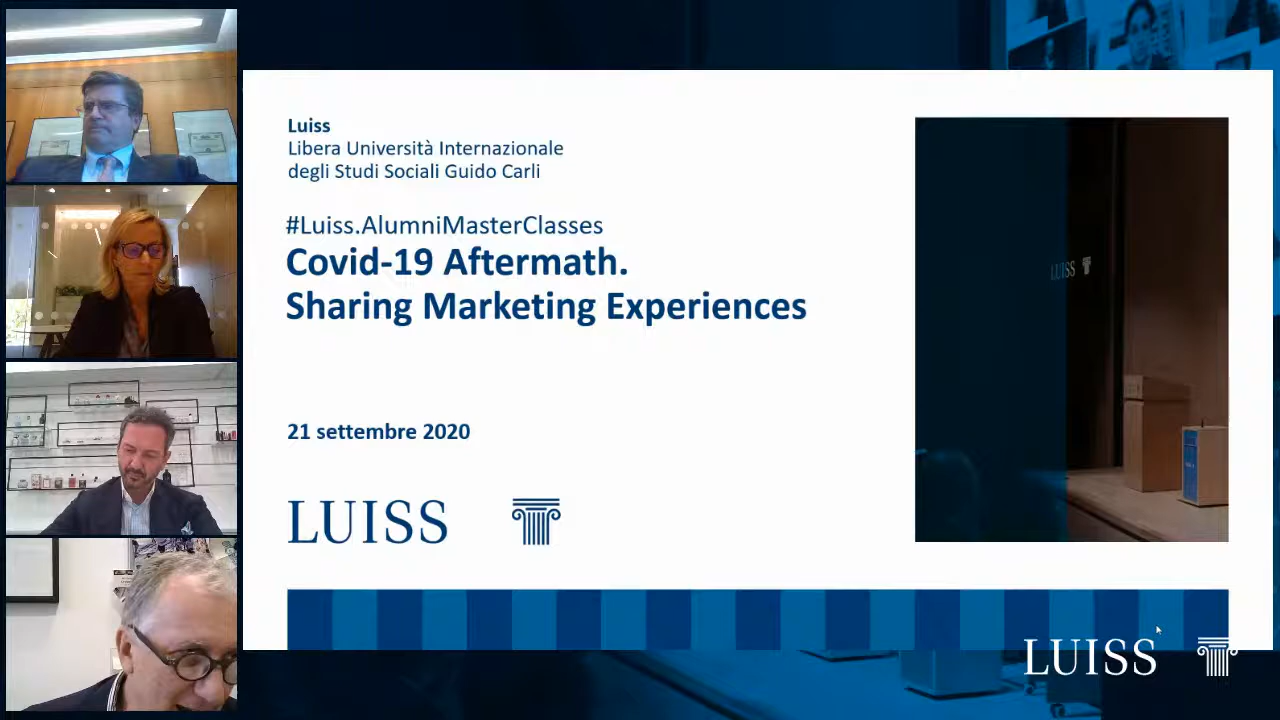 Luiss
Libera Università Internazionale
degli Studi Sociali Guido Carli
#Luiss.AlumniMasterClasses
Covid-19 Aftermath.
Sharing Marketing Experiences
21 settembre 2020
LUISS
LUISS
LUISS